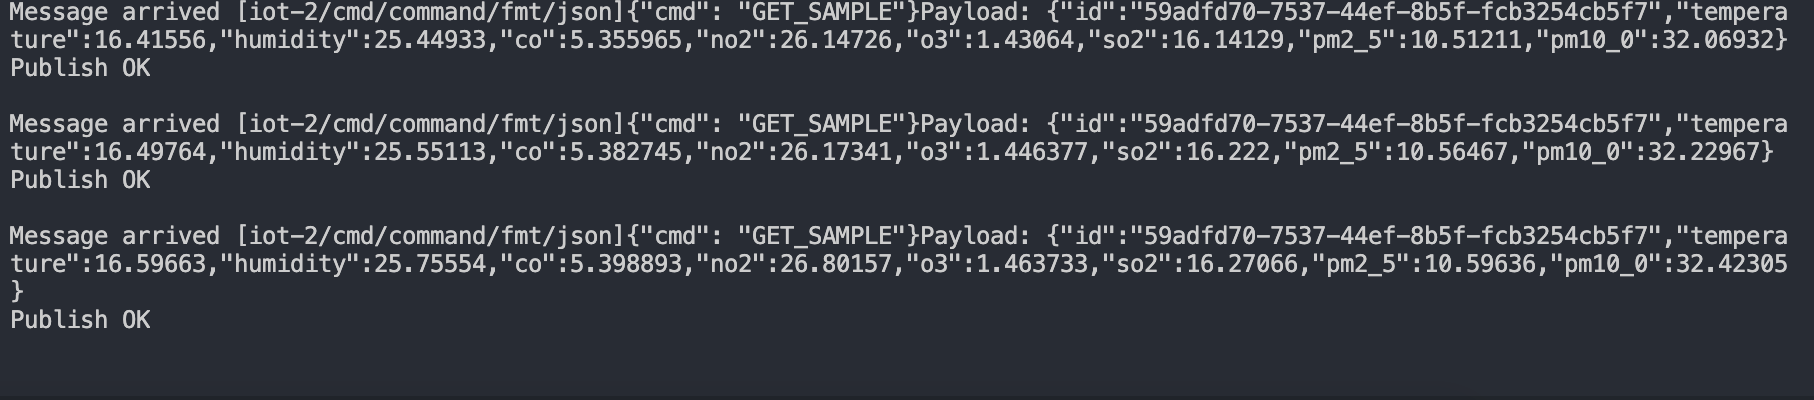 Message arrived [iot-2/cmd/command/fmt/json]{"cmd": "GET_SAMPLE"}Payload: {"id":"59adfd70-7537-44ef-8b5f-fcb3254cb5f7","tempera
ture":16.41556,"humidity":25.44933,"co":5.355965,"no2":26.14726,"o3":1.43064,"so2":16.14129,"pm2_5":10.51211,"pm10_0":32.06932}
Publish OK
Message arrived [iot-2/cmd/command/fmt/json]{"cmd": "GET_SAMPLE"}Payload: {"id":"59adfd70-7537-44ef-8b5f-fcb3254cb5f7","tempera
ture":16.49764,"humidity":25.55113,"co":5.382745,"no2":26.17341,"o3":1.446377,"so2":16.222,"pm2_5":10.56467,"pm10_0":32.22967}
Publish OK
Message arrived [iot-2/cmd/command/fmt/json]{"cmd": "GET_SAMPLE"}Payload: {"id":"59adfd70-7537-44ef-8b5f-fcb3254cb5f7","tempera
ture":16.59663,"humidity":25.75554,"co":5.398893,"no2":26.80157,"o3":1.463733,"so2":16.27066,"pm2_5":10.59636,"pm10_0":32.42305
}
Publish OK